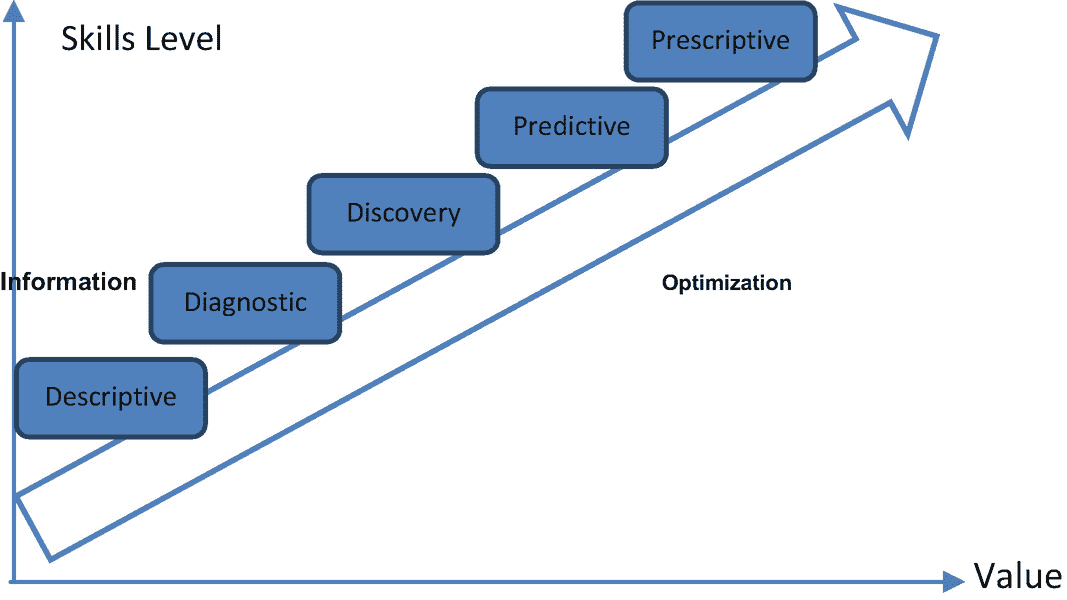 Skills Level
Prescriptive
Predictive
Discovery
Information
Optimization
Diagnostic
Descriptive
Value